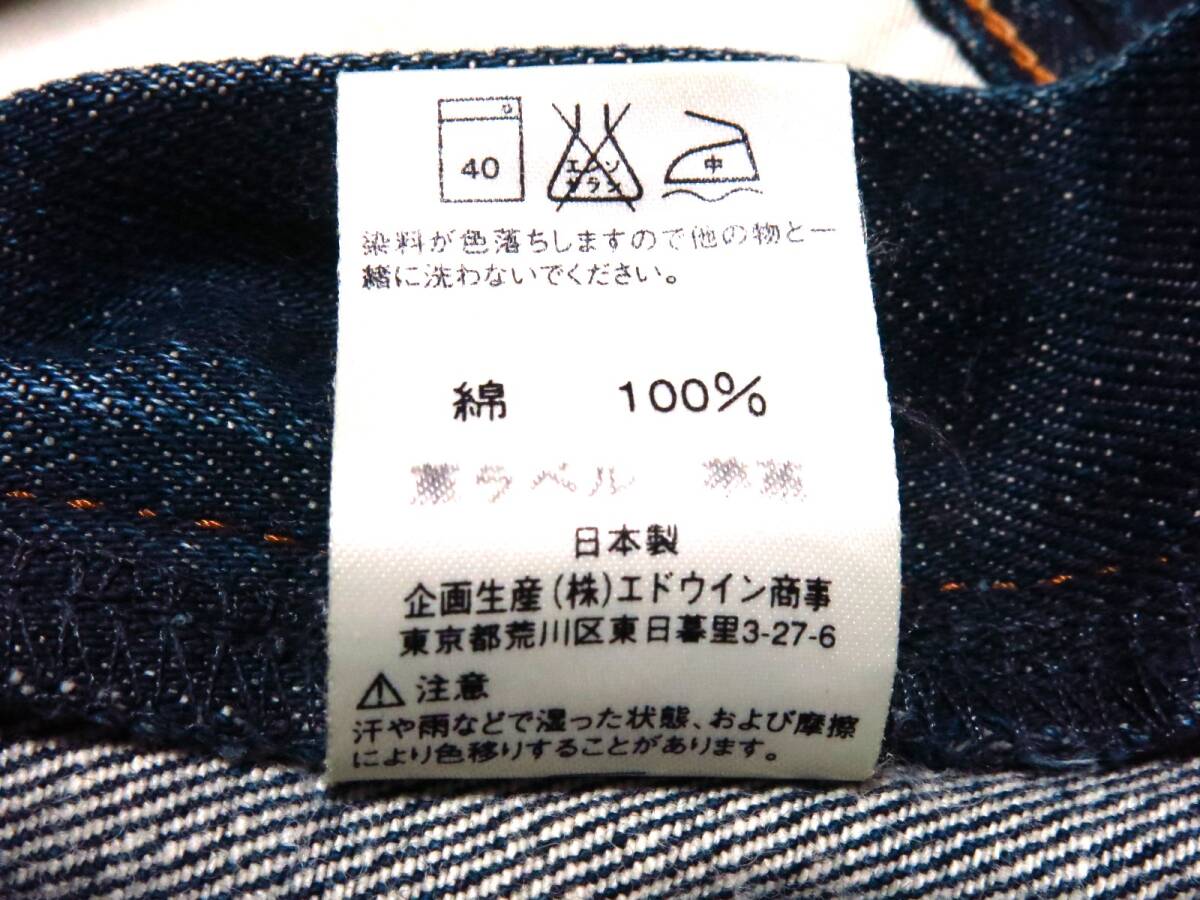 40
エンソ
サラシ
中
染料が色落ちしますので他の物と一
緒に洗わないでください。
綿 100%
ラベル
日本製
企画生産(株)エドウイン商事
東京都荒川区東日暮里3-27-6
注意
汗や雨などで湿った状態、および摩擦
により色移りすることがあります。